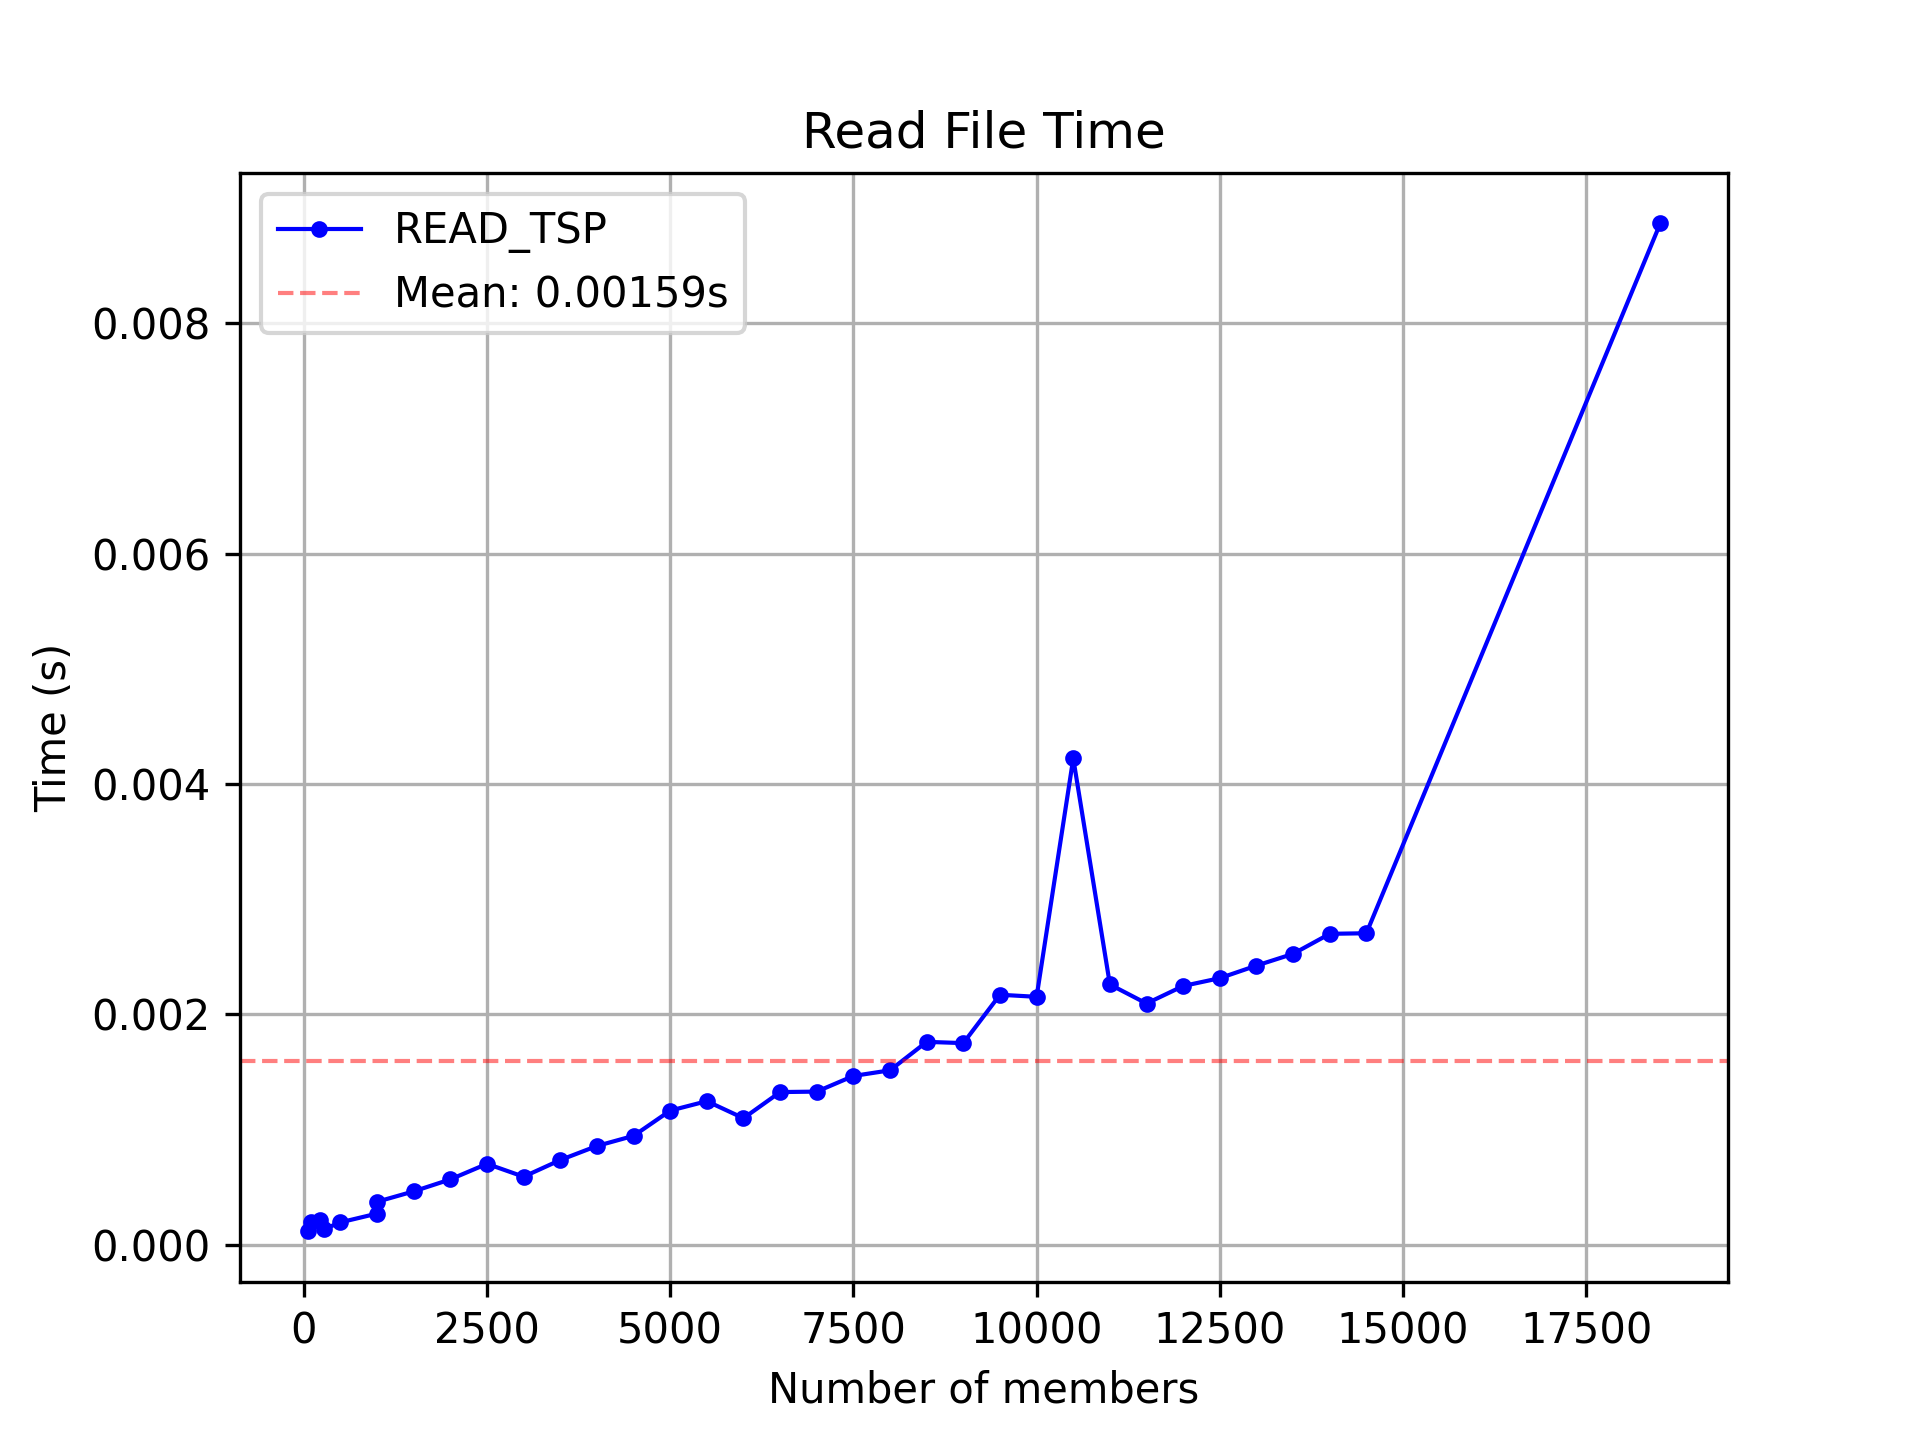 Read File Time
READ_TSP
Mean: 0.00159s
0.008
0.006
0.004
0.002
0.000
Time (s)
0 2500 5000 7500 10000 12500 15000 17500
Number of members